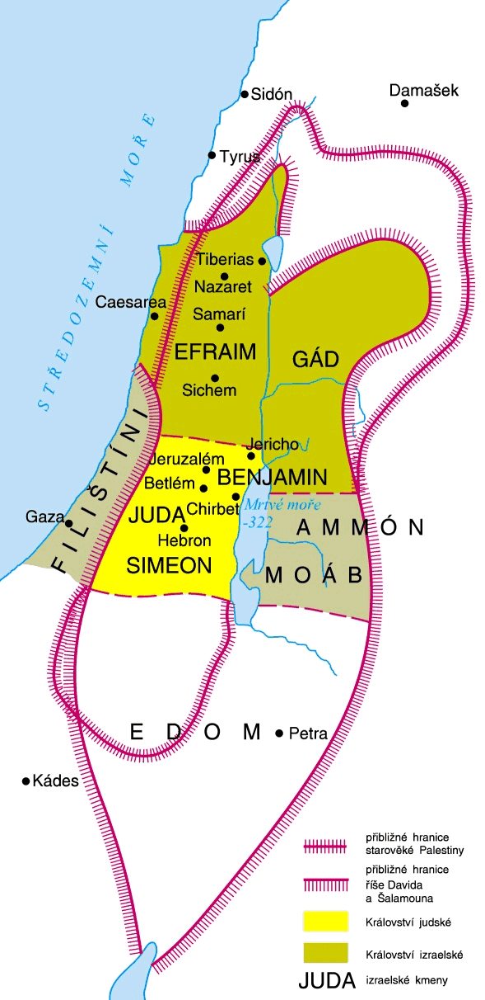 Damašek
Sidón
STŘEDOZEMNÍ MOŘE
Tyrus
Tiberias
Nazaret
Caesarea
Samarí
EFRAIM
GÁD
Sichem
FILIŠTÍNI
Jericho
Jeruzalém
BENJAMIN
Betlém
Chirbet
Mrtvé moře
-322
JUDA
Gaza
AMMÓN
Hebron
SIMEON
MOÁB
EDOM
Petra
Kádes
přibližné hranice
starověké Palestiny
přibližné hranice
říše Davida
a Šalamouna
Království judské
Království izraelské
JUDA izraelské kmeny